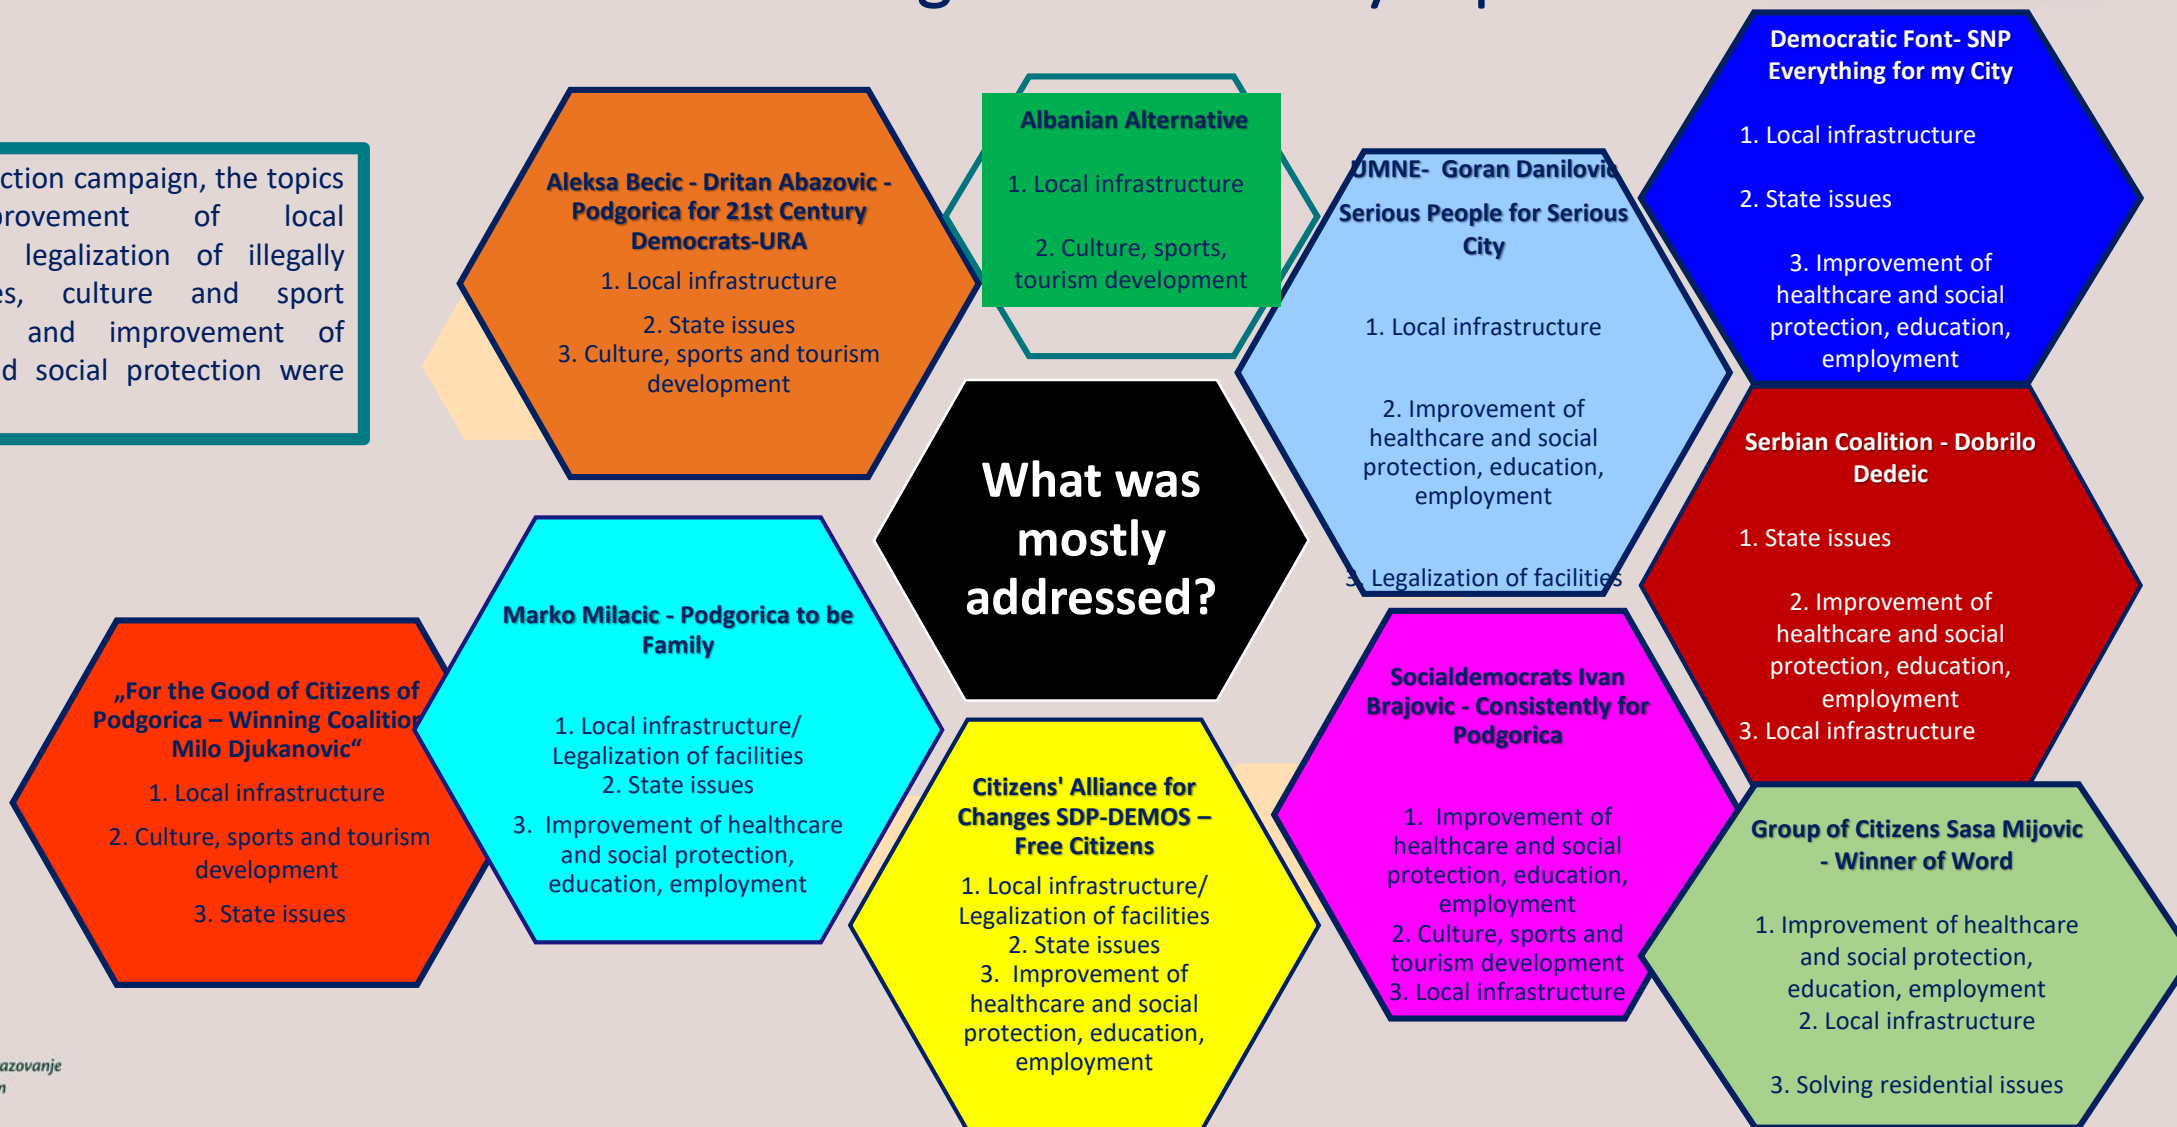 ction campaign, the topics
of local
legalization of illegally
culture and sport
and improvement of
social protection were
Aleksa Becic - Dritan Abazovic -
Podgorica for 21st Century
Democrats-URA
1. Local infrastructure
2. State issues
3. Culture, sports and tourism
development
Albanian Alternative
1. Local infrastructure
2. Culture, sports,
tourism development
UMNE- Goran Danilovic
Serious People for Serious
City
1. Local infrastructure
2. Improvement of
healthcare and social
protection, education,
employment
3. Legalization of facilities
Democratic Font- SNP
Everything for my City
1. Local infrastructure
2. State issues
3. Improvement of
healthcare and social
protection, education,
employment
What was
mostly
addressed?
Serbian Coalition - Dobrilo
Dedeic
1. State issues
2. Improvement of
healthcare and social
protection, education,
employment
3. Local infrastructure
„For the Good of Citizens of
Podgorica – Winning Coalition
Milo Djukanovic“
1. Local infrastructure
2. Culture, sports and tourism
development
3. State issues
Marko Milacic - Podgorica to be
Family
1. Local infrastructure/
Legalization of facilities
2. State issues
3. Improvement of healthcare
and social protection,
education, employment
Citizens' Alliance for
Changes SDP-DEMOS –
Free Citizens
1. Local infrastructure/
Legalization of facilities
2. State issues
3. Improvement of
healthcare and social
protection, education,
employment
Socialdemocrats Ivan
Brajovic - Consistently for
Podgorica
1. Improvement of
healthcare and social
protection, education,
employment
2. Culture, sports and
tourism development
3. Local infrastructure
Group of Citizens Sasa Mijovic
- Winner of Word
1. Improvement of healthcare
and social protection,
education, employment
2. Local infrastructure
3. Solving residential issues
azovanje